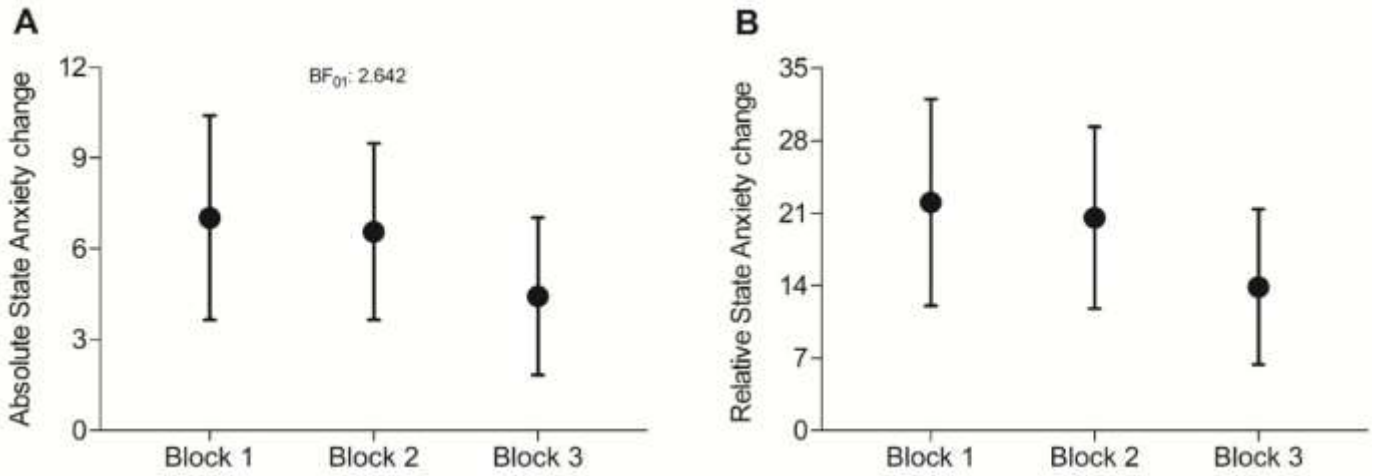 A
Absolute State Anxiety change
12
9
6
3
0
BF₀₁: 2.642
Block 1 Block 2 Block 3
B
Relative State Anxiety change
35
28
21
14
7
0
Block 1 Block 2 Block 3